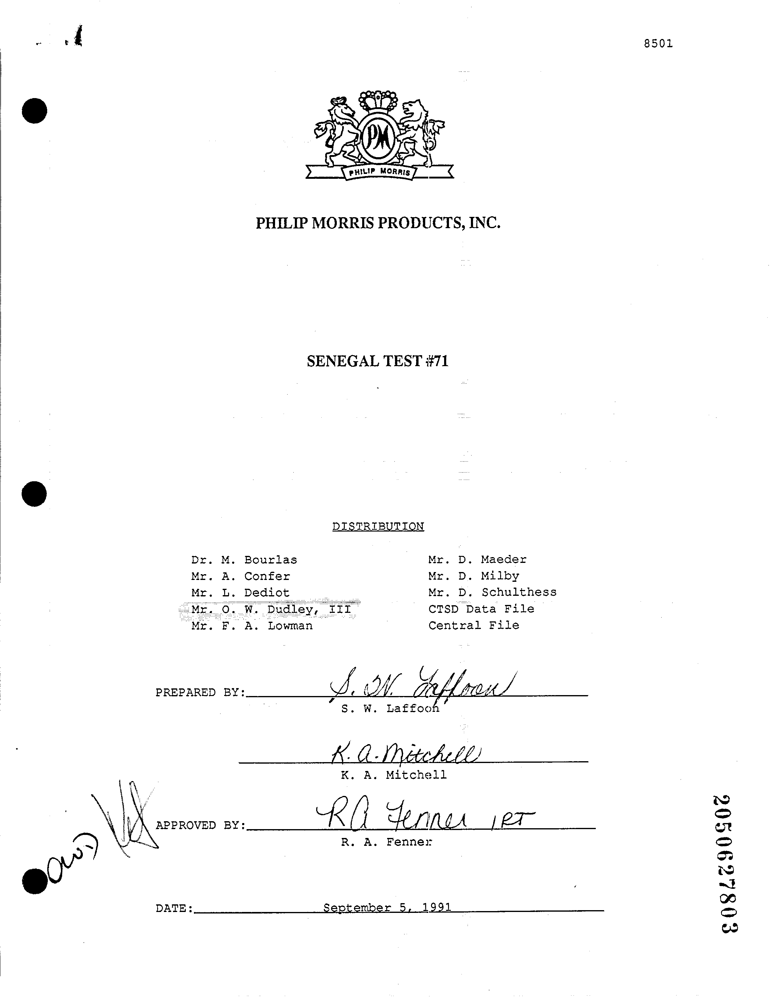 8501
PM
PHILIP MORRIS
PHILIP MORRIS PRODUCTS, INC.
SENEGAL TEST #71
DISTRIBUTION
Dr. M. Bourlas Mr. D. Maeder
Mr. A. Confer Mr. D. Milby
Mr. L. Dediot Mr. D. Schulthess
Mr. O. W. Dudley, III CTSD Data File
Mr. F. A. Lowman Central File
PREPARED BY: S. W. Laffoon
S. W. Laffoon
K. A. Mitchell
K. A. Mitchell
APPROVED BY: R A Fenner
R. A. Fenner
DATE: September 5, 1991
2050627803